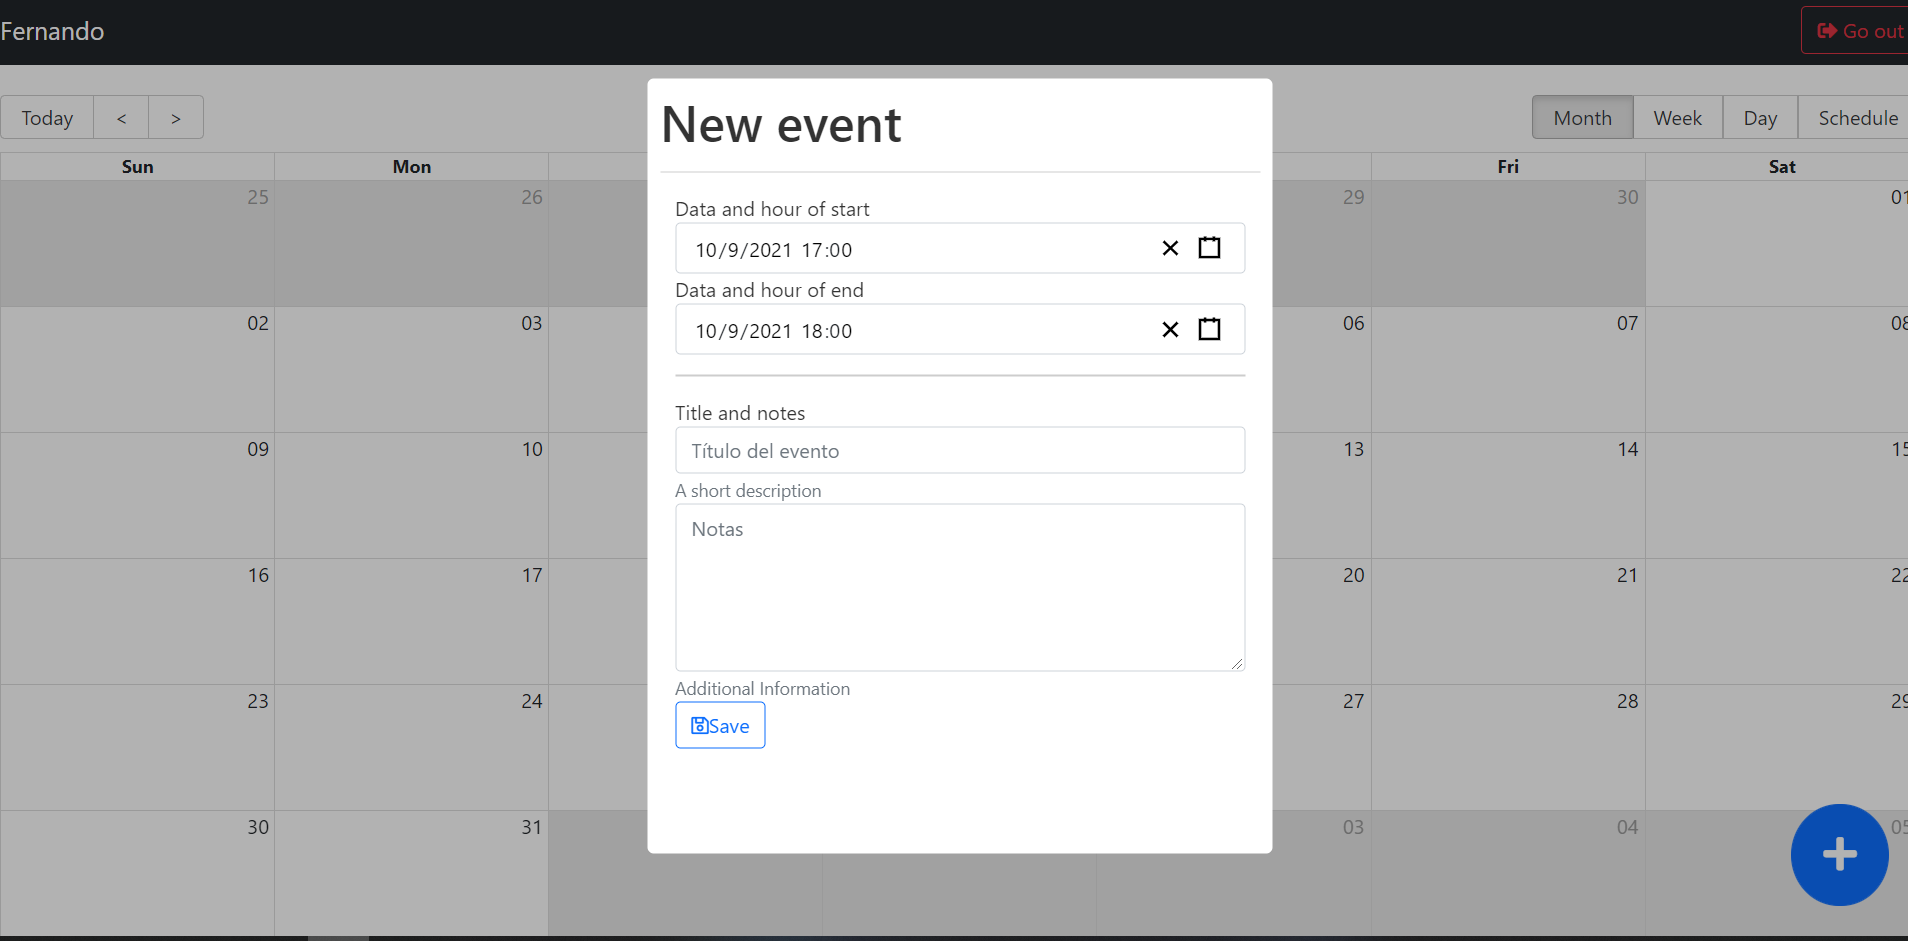 Fernando
Go out
Today < >
Month Week Day Schedule
Sun Mon Fri Sat
25 26 29 30 01
02 03 06 07 08
09 10 13 14 15
16 17 20 21 22
23 24 27 28 29
30 31 03 04 05
New event
Data and hour of start
10/9/2021 17:00
Data and hour of end
10/9/2021 18:00
Title and notes
Título del evento
A short description
Notas
Additional Information
Save